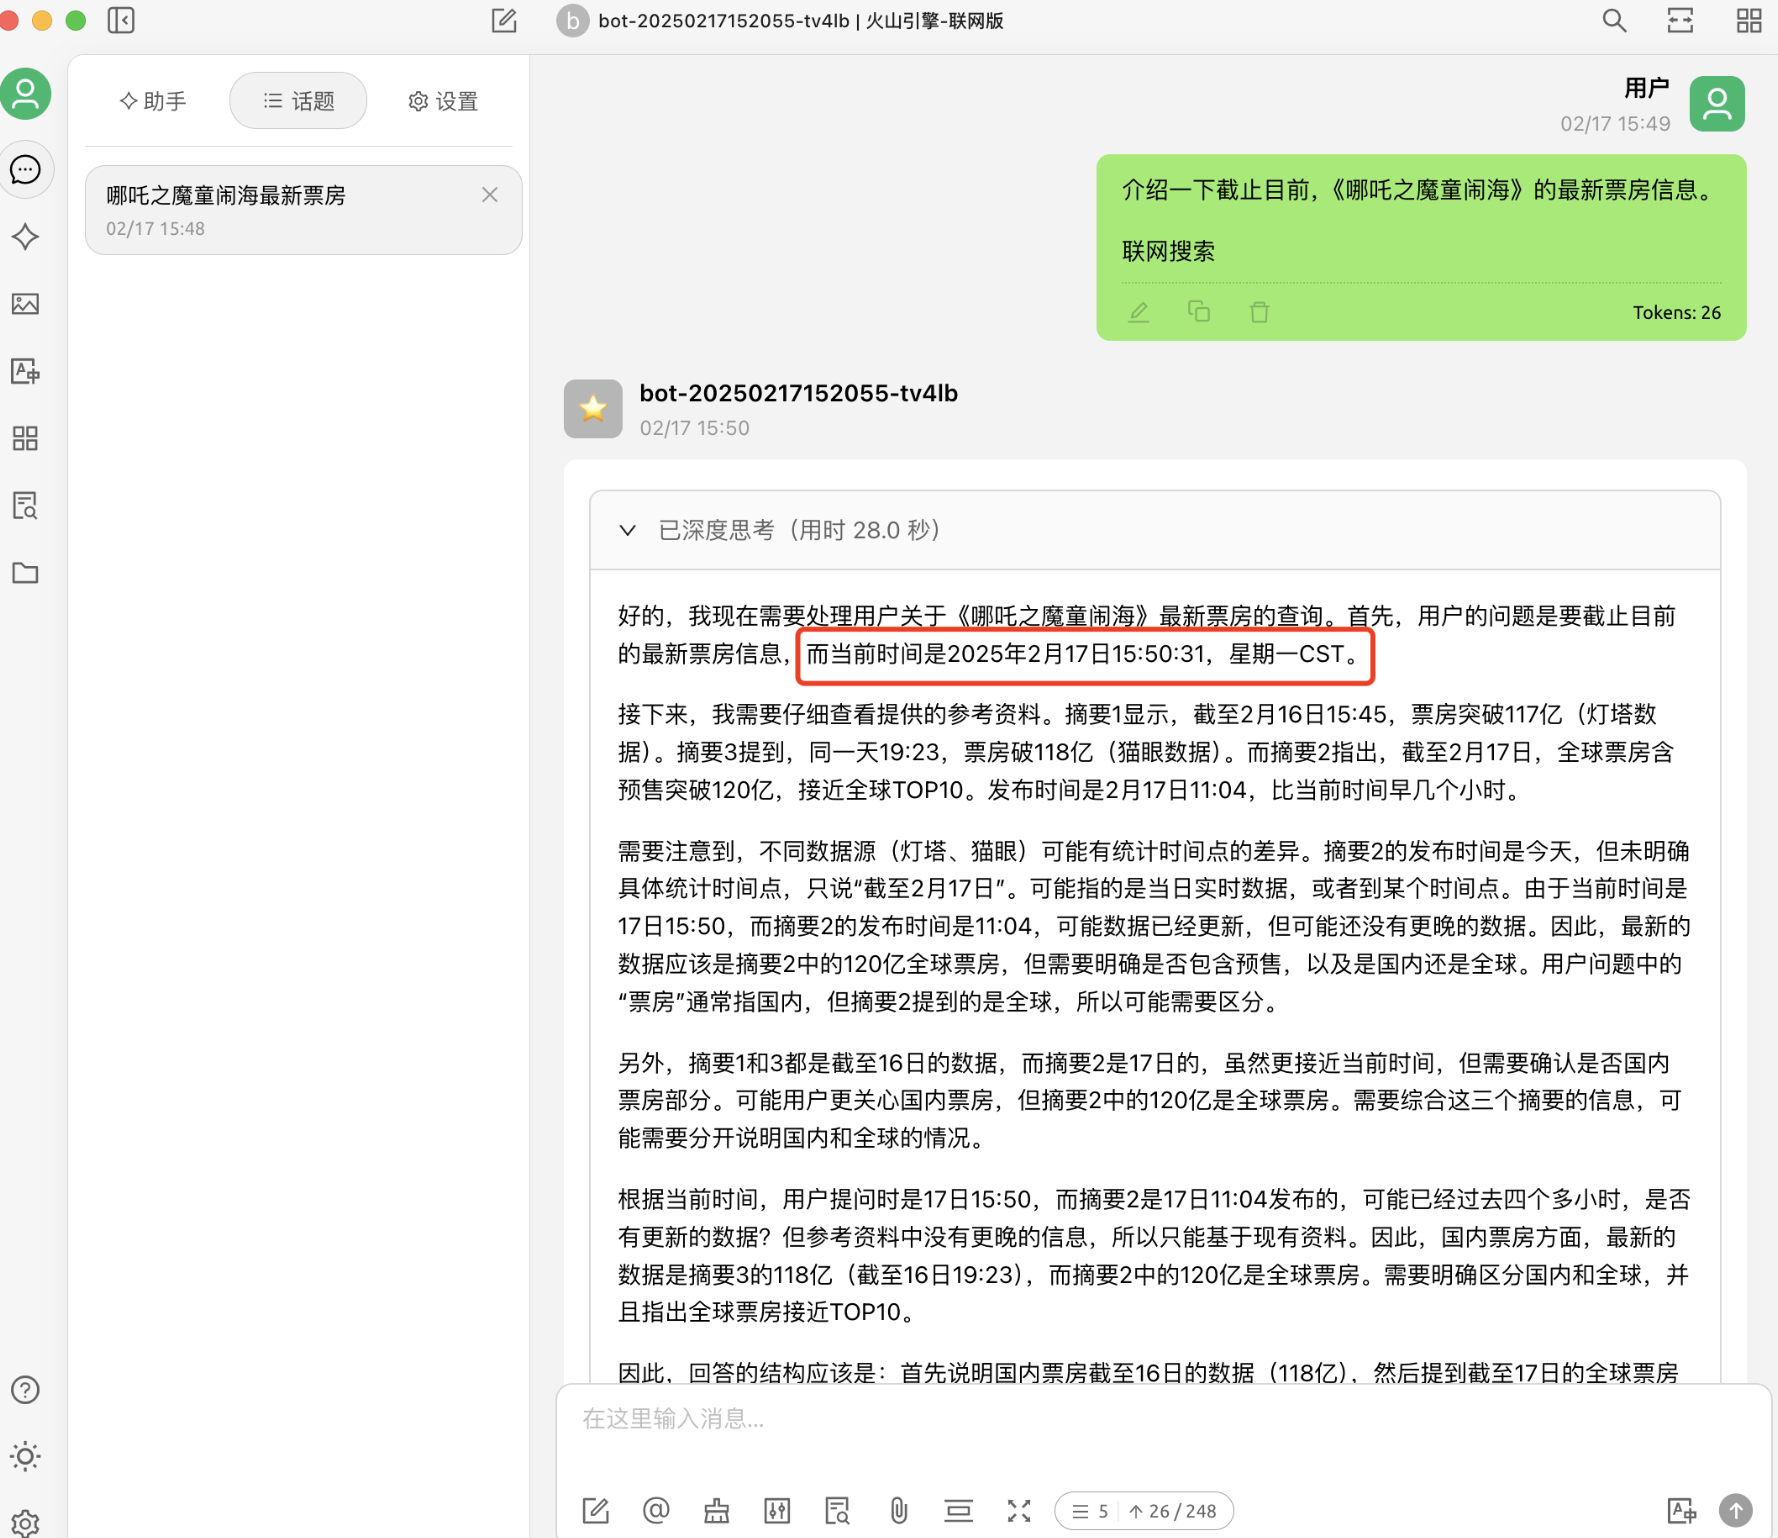 b bot-20250217152055-tv4lb | 火山引擎-联网版
助手
话题
设置
哪吒之魔童闹海最新票房
02/17 15:48
用户
02/17 15:49
介绍一下截止目前，《哪吒之魔童闹海》的最新票房信息。
联网搜索
Tokens: 26
bot-20250217152055-tv4lb
02/17 15:50
已深度思考（用时 28.0 秒）
好的，我现在需要处理用户关于《哪吒之魔童闹海》最新票房的查询。首先，用户的问题是要截止目前
的最新票房信息，而当前时间是2025年2月17日15:50:31，星期一CST。
接下来，我需要仔细查看提供的参考资料。摘要1显示，截至2月16日15:45，票房突破117亿（灯塔数
据）。摘要3提到，同一天19:23，票房破118亿（猫眼数据）。而摘要2指出，截至2月17日，全球票房含
预售突破120亿，接近全球TOP10。发布时间是2月17日11:04，比当前时间早几个小时。
需要注意到，不同数据源（灯塔、猫眼）可能有统计时间点的差异。摘要2的发布时间是今天，但未明确
具体统计时间点，只说“截至2月17日”。可能指的是当日实时数据，或者到某个时间点。由于当前时间是
17日15:50，而摘要2的发布时间是11:04，可能数据已经更新，但可能还没有更晚的数据。因此，最新的
数据应该是摘要2中的120亿全球票房，但需要明确是否包含预售，以及是国内还是全球。用户问题中的
“票房”通常指国内，但摘要2提到的是全球，所以可能需要区分。
另外，摘要1和3都是截至16日的数据，而摘要2是17日的，虽然更接近当前时间，但需要确认是否国内
票房部分。可能用户更关心国内票房，但摘要2中的120亿是全球票房。需要综合这三个摘要的信息，可
能需要分开说明国内和全球的情况。
根据当前时间，用户提问时是17日15:50，而摘要2是17日11:04发布的，可能已经过去四个多小时，是否
有更新的数据？但参考资料中没有更晚的信息，所以只能基于现有资料。因此，国内票房方面，最新的
数据是摘要3的118亿（截至16日19:23），而摘要2中的120亿是全球票房。需要明确区分国内和全球，并
且指出全球票房接近TOP10。
因此，回答的结构应该是：首先说明国内票房截至16日的数据（118亿），然后提到截至17日的全球票房
在这里输入消息...
5 ↑ 26 / 248